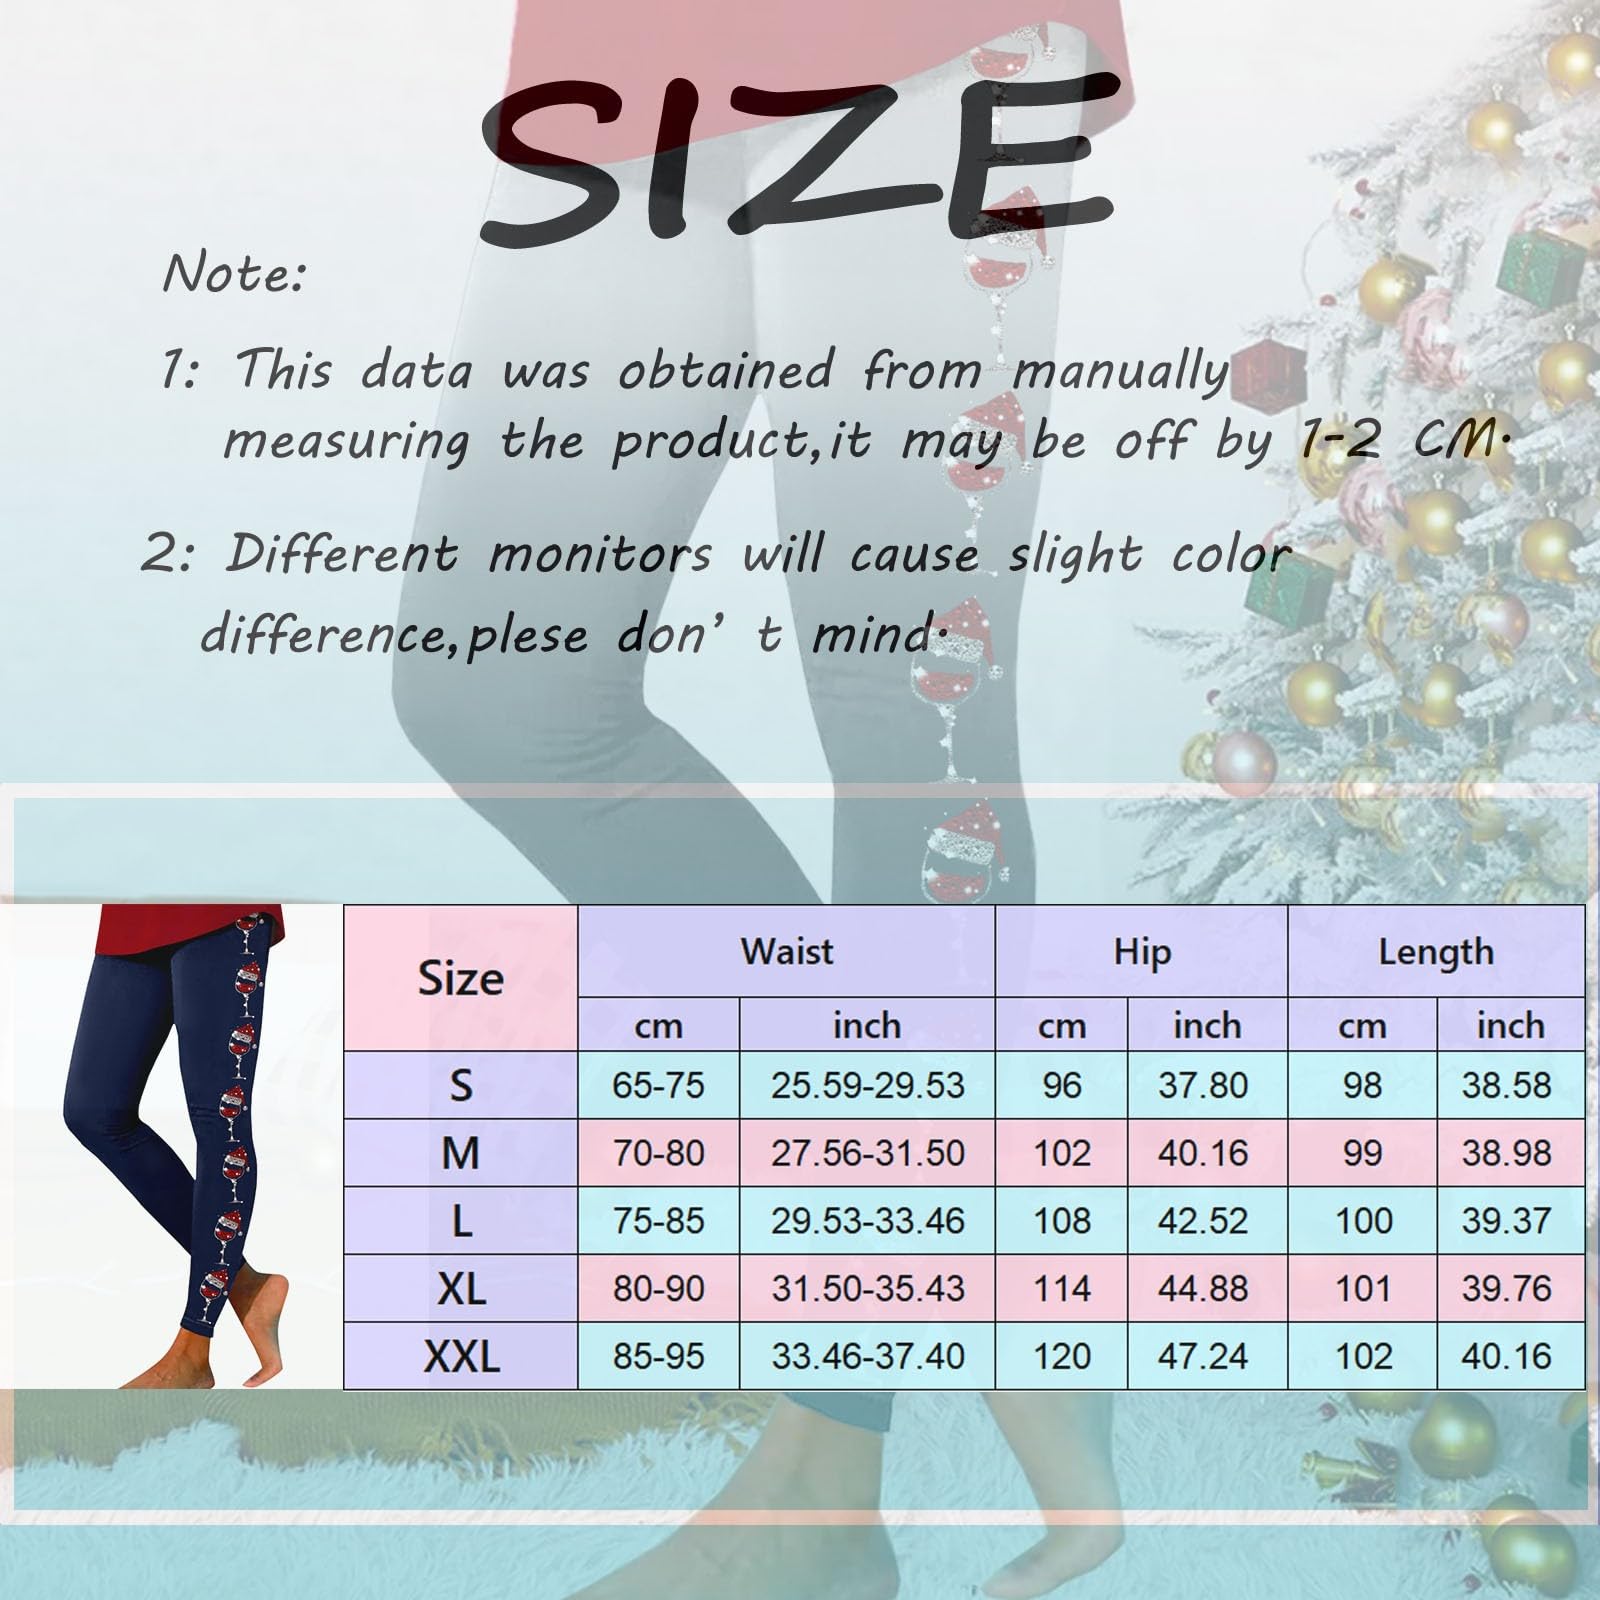 SIZE
Note:
1: This data was obtained from manually
measuring the product,it may be off by 1-2 CM.
2: Different monitors will cause slight color
difference,plese don’ t mind.
Size Waist Hip Length
cm inch cm inch cm inch
S 65-75 25.59-29.53 96 37.80 98 38.58
M 70-80 27.56-31.50 102 40.16 99 38.98
L 75-85 29.53-33.46 108 42.52 100 39.37
XL 80-90 31.50-35.43 114 44.88 101 39.76
XXL 85-95 33.46-37.40 120 47.24 102 40.16